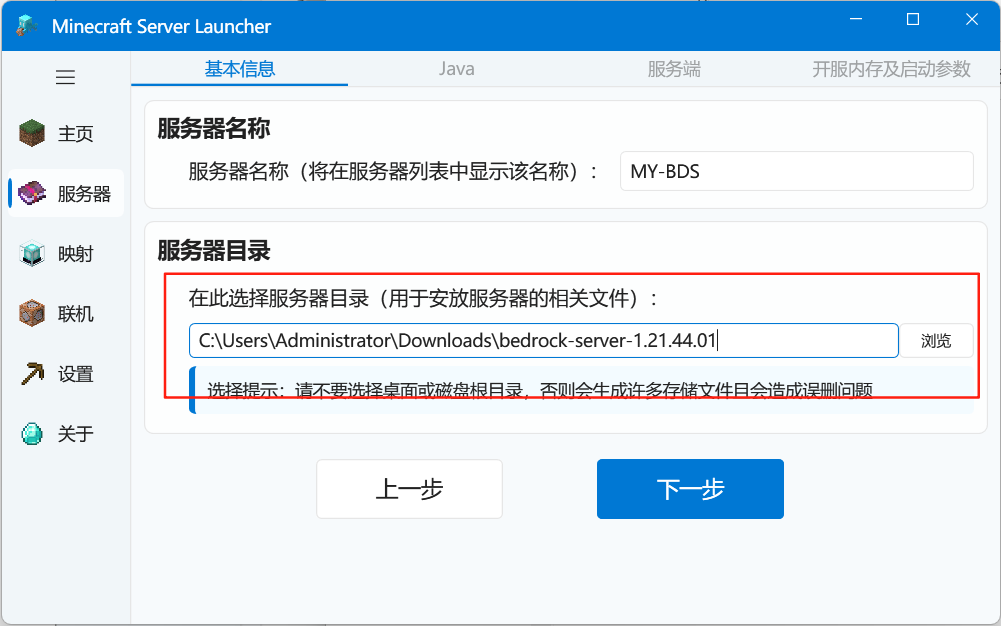 Minecraft Server Launcher
基本信息
Java
服务端
开服内存及启动参数
主页
服务器
映射
联机
设置
关于
服务器名称
服务器名称（将在服务器列表中显示该名称）：
MY-BDS
服务器目录
在此选择服务器目录（用于安放服务器的相关文件）：
C:\Users\Administrator\Downloads\bedrock-server-1.21.44.01
浏览
选择提示：请不要选择桌面或磁盘根目录，否则会生成许多存储文件且会造成误删问题
上一步
下一步